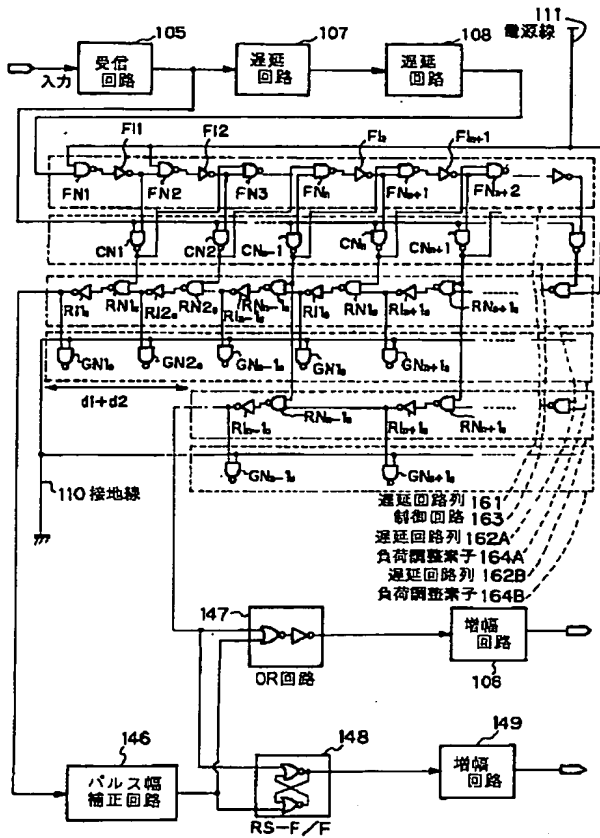 105
107
108
111
電源線
入力
受信
回路
遅延
回路
遅延
回路
FI1
FI2
FIn
FIn+1
FN1
FN2
FN3
FNn
FNn+1
FNn+2
CN1
CN2
CNn-1
CNn
CNn+1
RI1a
RN1a
RI2a
RN2a
RIn-1a
RNn-1a
RN1a
RIn+1a
RNn+1a
GN1a
GN2a
GNn-1a
GN1a
GNn+1a
d1+d2
RNn-1b
RIn+1b
RNn+1b
GNn-1b
GNn+1b
110 接地線
遅延回路列 161
制御回路 163
遅延回路列 162A
負荷調整素子 164A
遅延回路列 162B
負荷調整素子 164B
147
OR回路
増幅
回路
106
146
パルス幅
補正回路
148
RS-F/F
149
増幅
回路